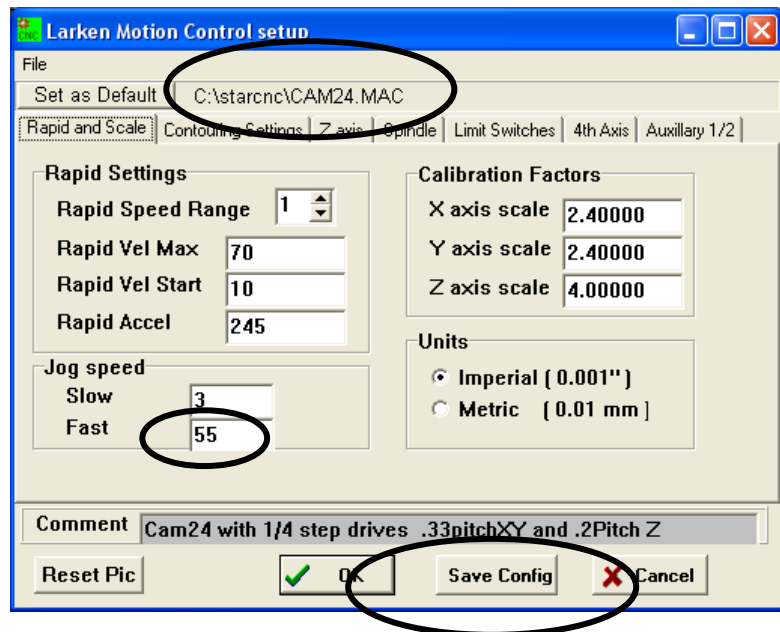 Larken Motion Control setup
File
Set as Default C:\starcnc\CAM24.MAC
Rapid and Scale Contouring Settings Z axis Spindle Limit Switches 4th Axis Auxillary 1/2
Rapid Settings
Rapid Speed Range 1
Rapid Vel Max 70
Rapid Vel Start 10
Rapid Accel 245
Jog speed
Slow 3
Fast 55
Calibration Factors
X axis scale 2.40000
Y axis scale 2.40000
Z axis scale 4.00000
Units
Imperial ( 0.001" )
Metric ( 0.01 mm )
Comment Cam24 with 1/4 step drives .33pitchXY and .2Pitch Z
Reset Pic OK Save Config Cancel